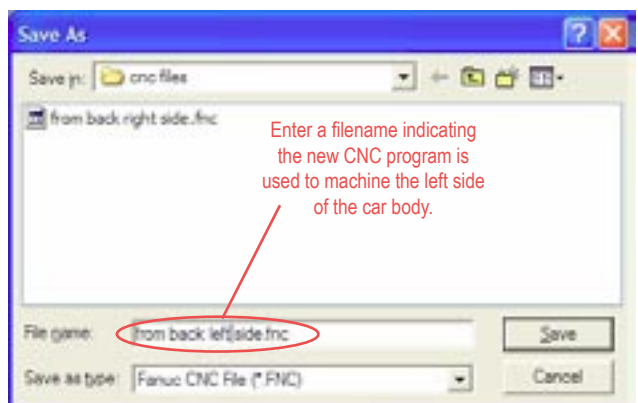 Save As
Save in: cnc files
from back right side.fnc
Enter a filename indicating
the new CNC program is
used to machine the left side
of the car body.
File name: from back left side.fnc
Save
Save as type: Fanuc CNC File (*.FNC)
Cancel